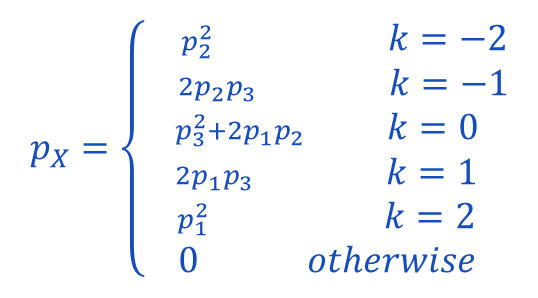 p_X = { p_2^2 k = −2
2p_2p_3 k = −1
p_3^2+2p_1p_2 k = 0
2p_1p_3 k = 1
p_1^2 k = 2
0 otherwise